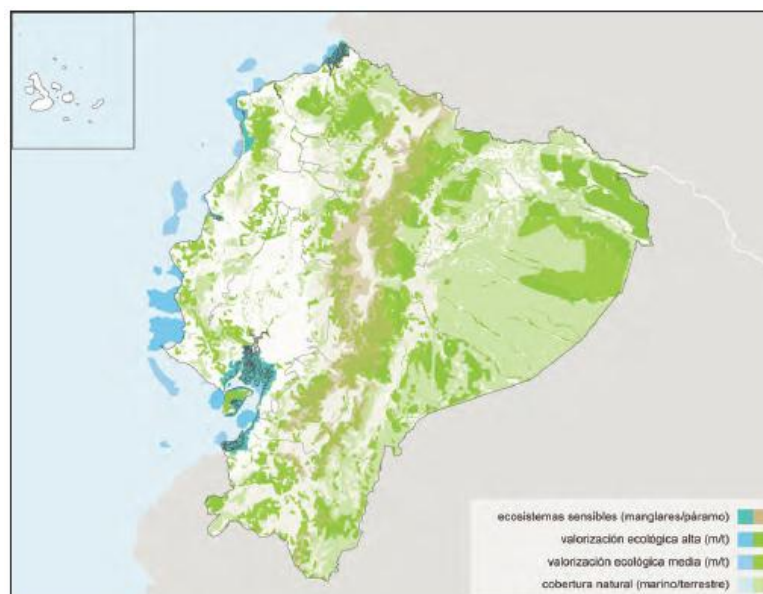 ecosistemas sensibles (manglares/páramo)
valorización ecológica alta (m/t)
valorización ecológica media (m/t)
cobertura natural (marino/terrestre)